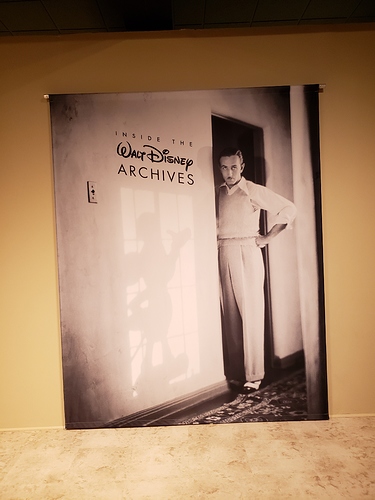 INSIDE THE
WALT DISNEY
ARCHIVES